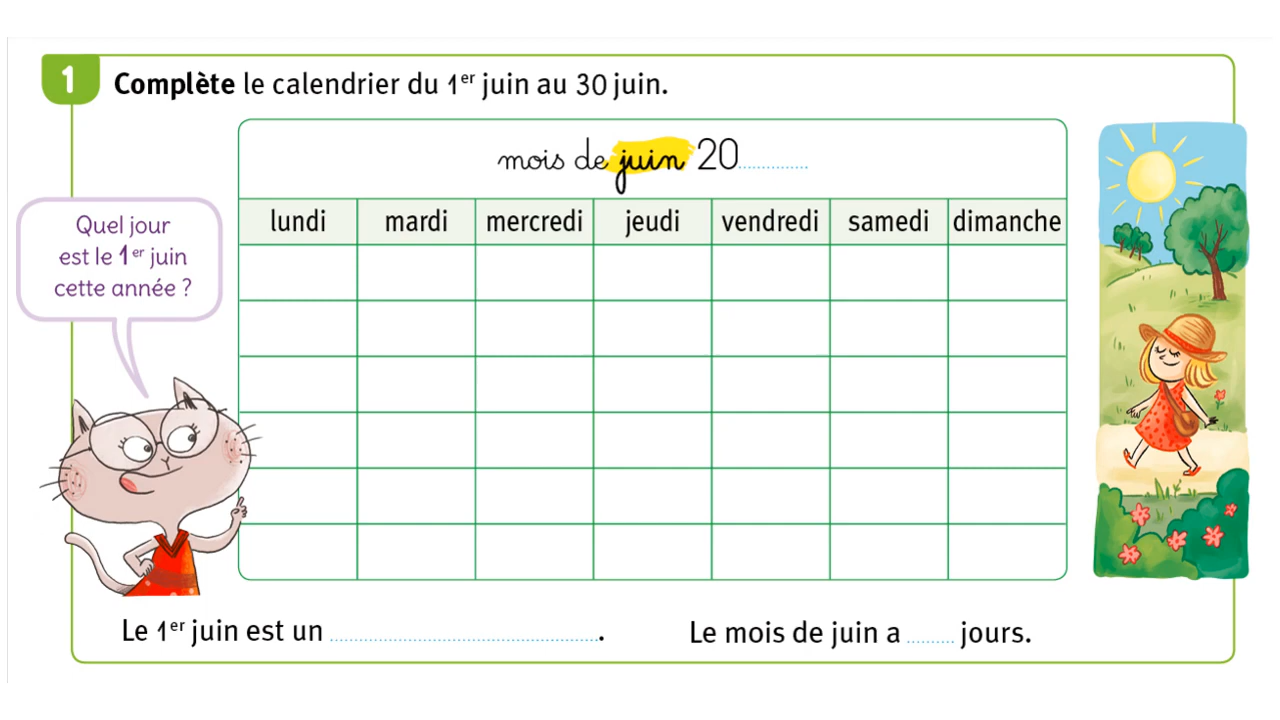 1
Complète le calendrier du 1er juin au 30 juin.
mois de juin 20............
Quel jour
est le 1er juin
cette année ?
lundi mardi mercredi jeudi vendredi samedi dimanche
Le 1er juin est un ............................................. .
Le mois de juin a ........ jours.